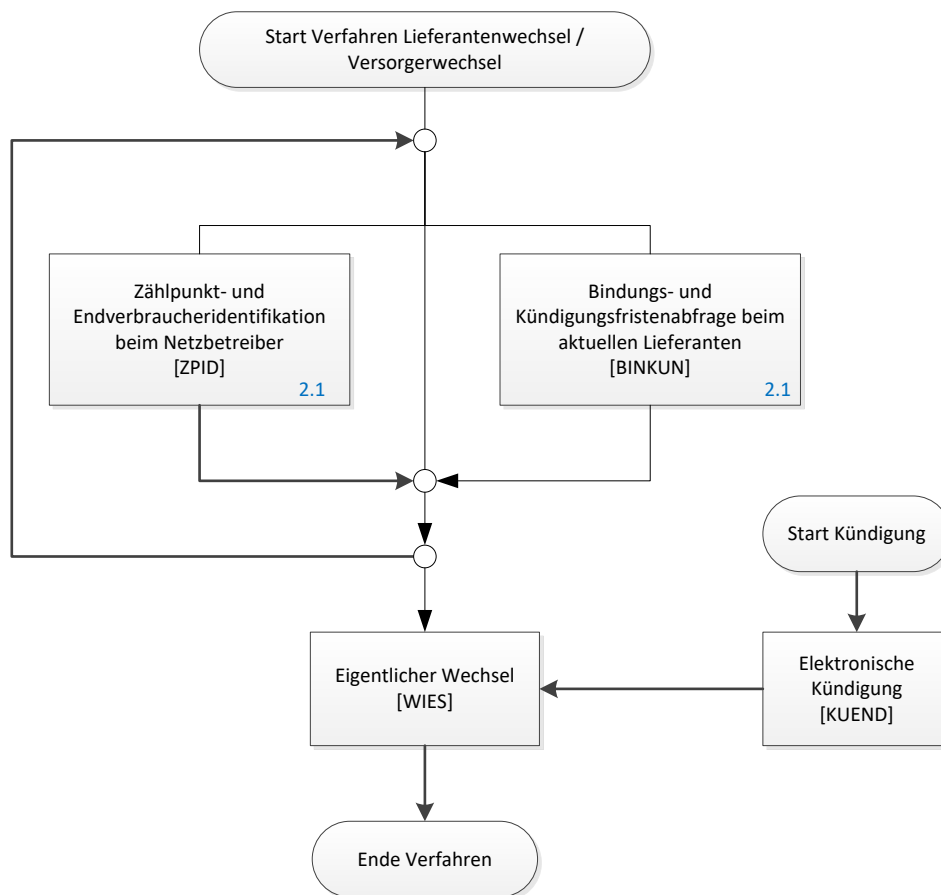 Start Verfahren Lieferantenwechsel /
Versorgerwechsel
Zählpunkt- und
Endverbraucheridentifikation
beim Netzbetreiber
[ZPID]
2.1
Bindungs- und
Kündigungsfristenabfrage beim
aktuellen Lieferanten
[BINKUN]
2.1
Start Kündigung
Eigentlicher Wechsel
[WIES]
Elektronische
Kündigung
[KUEND]
Ende Verfahren